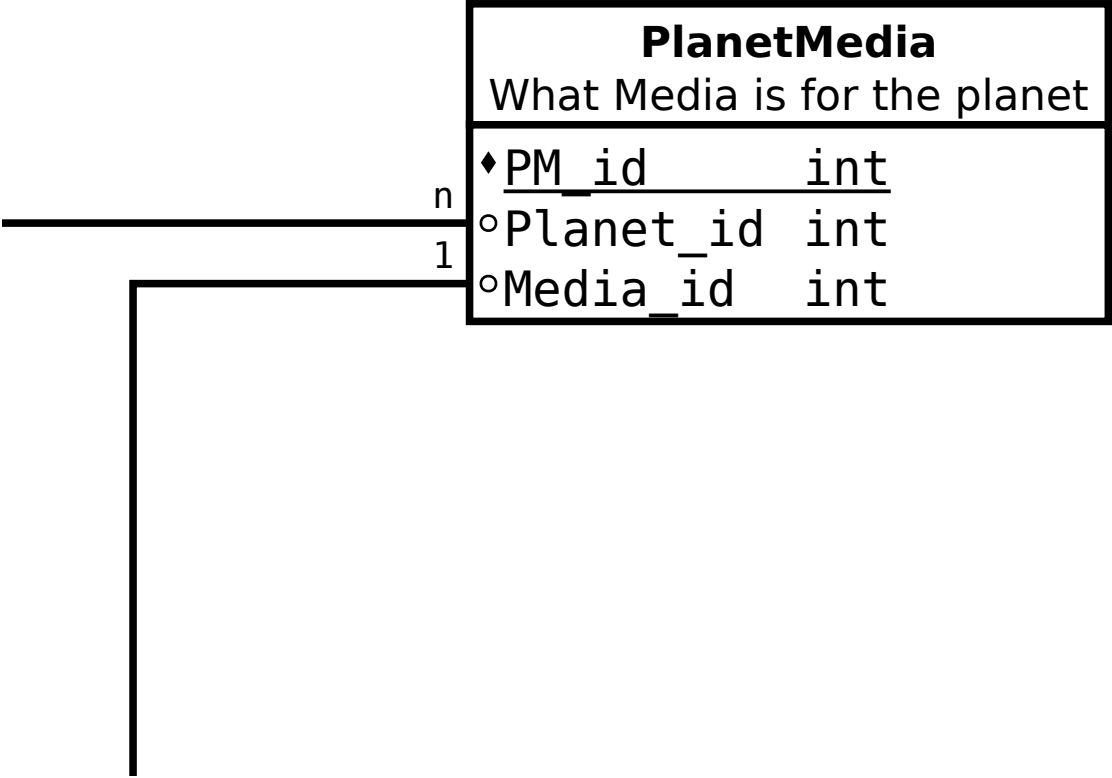 PlanetMedia
What Media is for the planet
PM_id int
n
Planet_id int
1
Media_id int